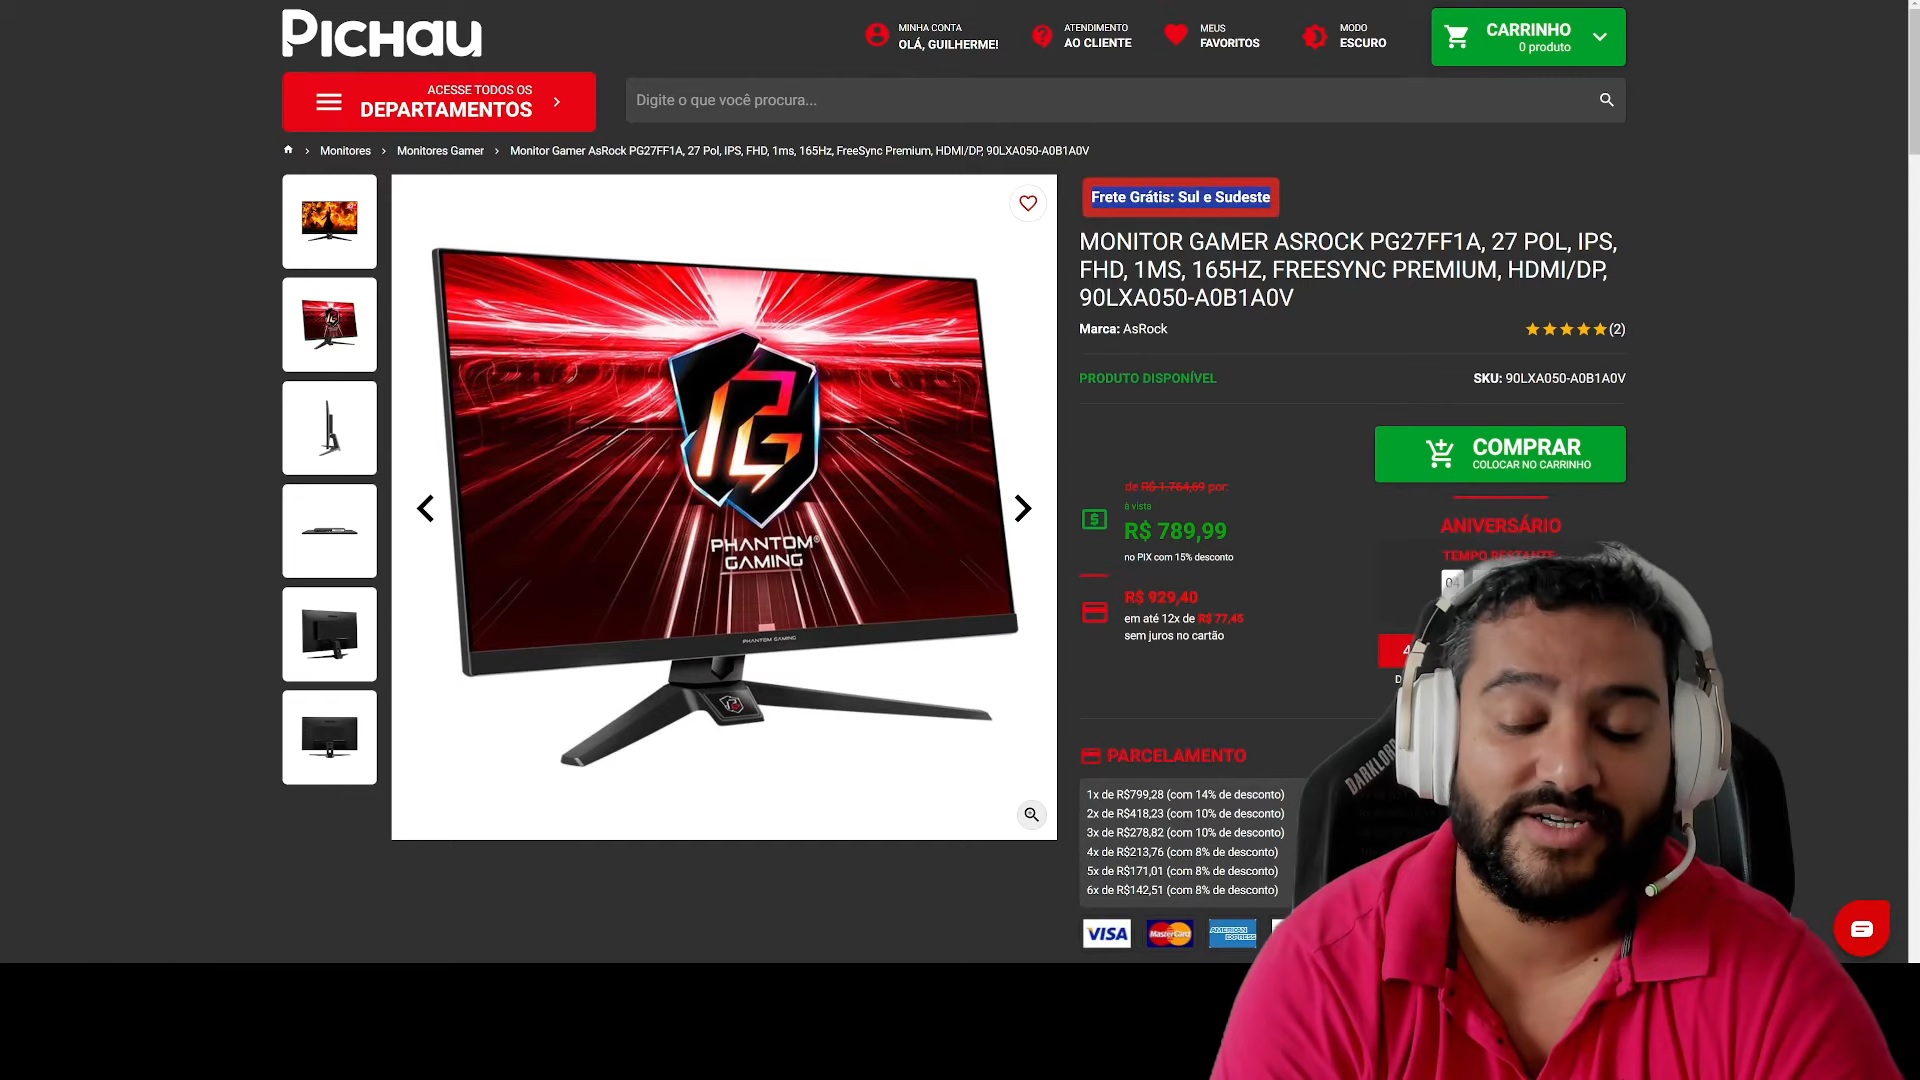 PICHAU
MINHA CONTA
OLÁ, GUILHERME!
ATENDIMENTO
AO CLIENTE
MEUS
FAVORITOS
MODO
ESCURO
CARRINHO
0 produto
ACESSE TODOS OS
DEPARTAMENTOS
Digite o que você procura...
Monitores
Monitores Gamer
Monitor Gamer AsRock PG27FF1A, 27 Pol, IPS, FHD, 1ms, 165Hz, FreeSync Premium, HDMI/DP, 90LXA050-A0B1A0V
Frete Grátis: Sul e Sudeste
MONITOR GAMER ASROCK PG27FF1A, 27 POL, IPS,
FHD, 1MS, 165HZ, FREESYNC PREMIUM, HDMI/DP,
90LXA050-A0B1A0V
Marca: AsRock
(2)
PRODUTO DISPONÍVEL
SKU: 90LXA050-A0B1A0V
COMPRAR
COLOCAR NO CARRINHO
de R$ 1.764,69 por:
à vista
R$ 789,99
no PIX com 15% desconto
R$ 929,40
em até 12x de R$ 77,45
sem juros no cartão
ANIVERSÁRIO
TEMPO RESTANTE
04
PARCELAMENTO
1x de R$799,28 (com 14% de desconto)
2x de R$418,23 (com 10% de desconto)
3x de R$278,82 (com 10% de desconto)
4x de R$213,76 (com 8% de desconto)
5x de R$171,01 (com 8% de desconto)
6x de R$142,51 (com 8% de desconto)
VISA
MasterCard
AMERICAN
EXPRESS
PHANTOM®
GAMING
PHANTOM GAMING
DARKLORD